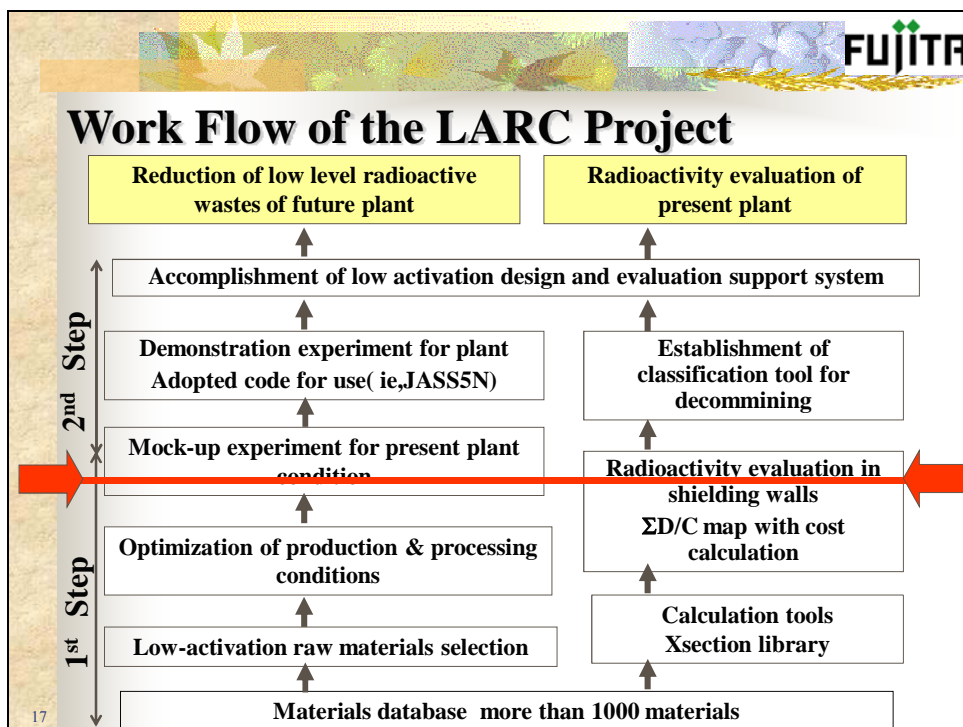 FUJITA
Work Flow of the LARC Project
Reduction of low level radioactive
wastes of future plant
Radioactivity evaluation of
present plant
Accomplishment of low activation design and evaluation support system
2nd Step
Demonstration experiment for plant
Adopted code for use( ie,JASS5N)
Establishment of
classification tool for
decommining
Mock-up experiment for present plant
condition
Radioactivity evaluation in
shielding walls
ΣD/C map with cost
calculation
1st Step
Optimization of production & processing
conditions
Low-activation raw materials selection
Calculation tools
Xsection library
Materials database more than 1000 materials
17